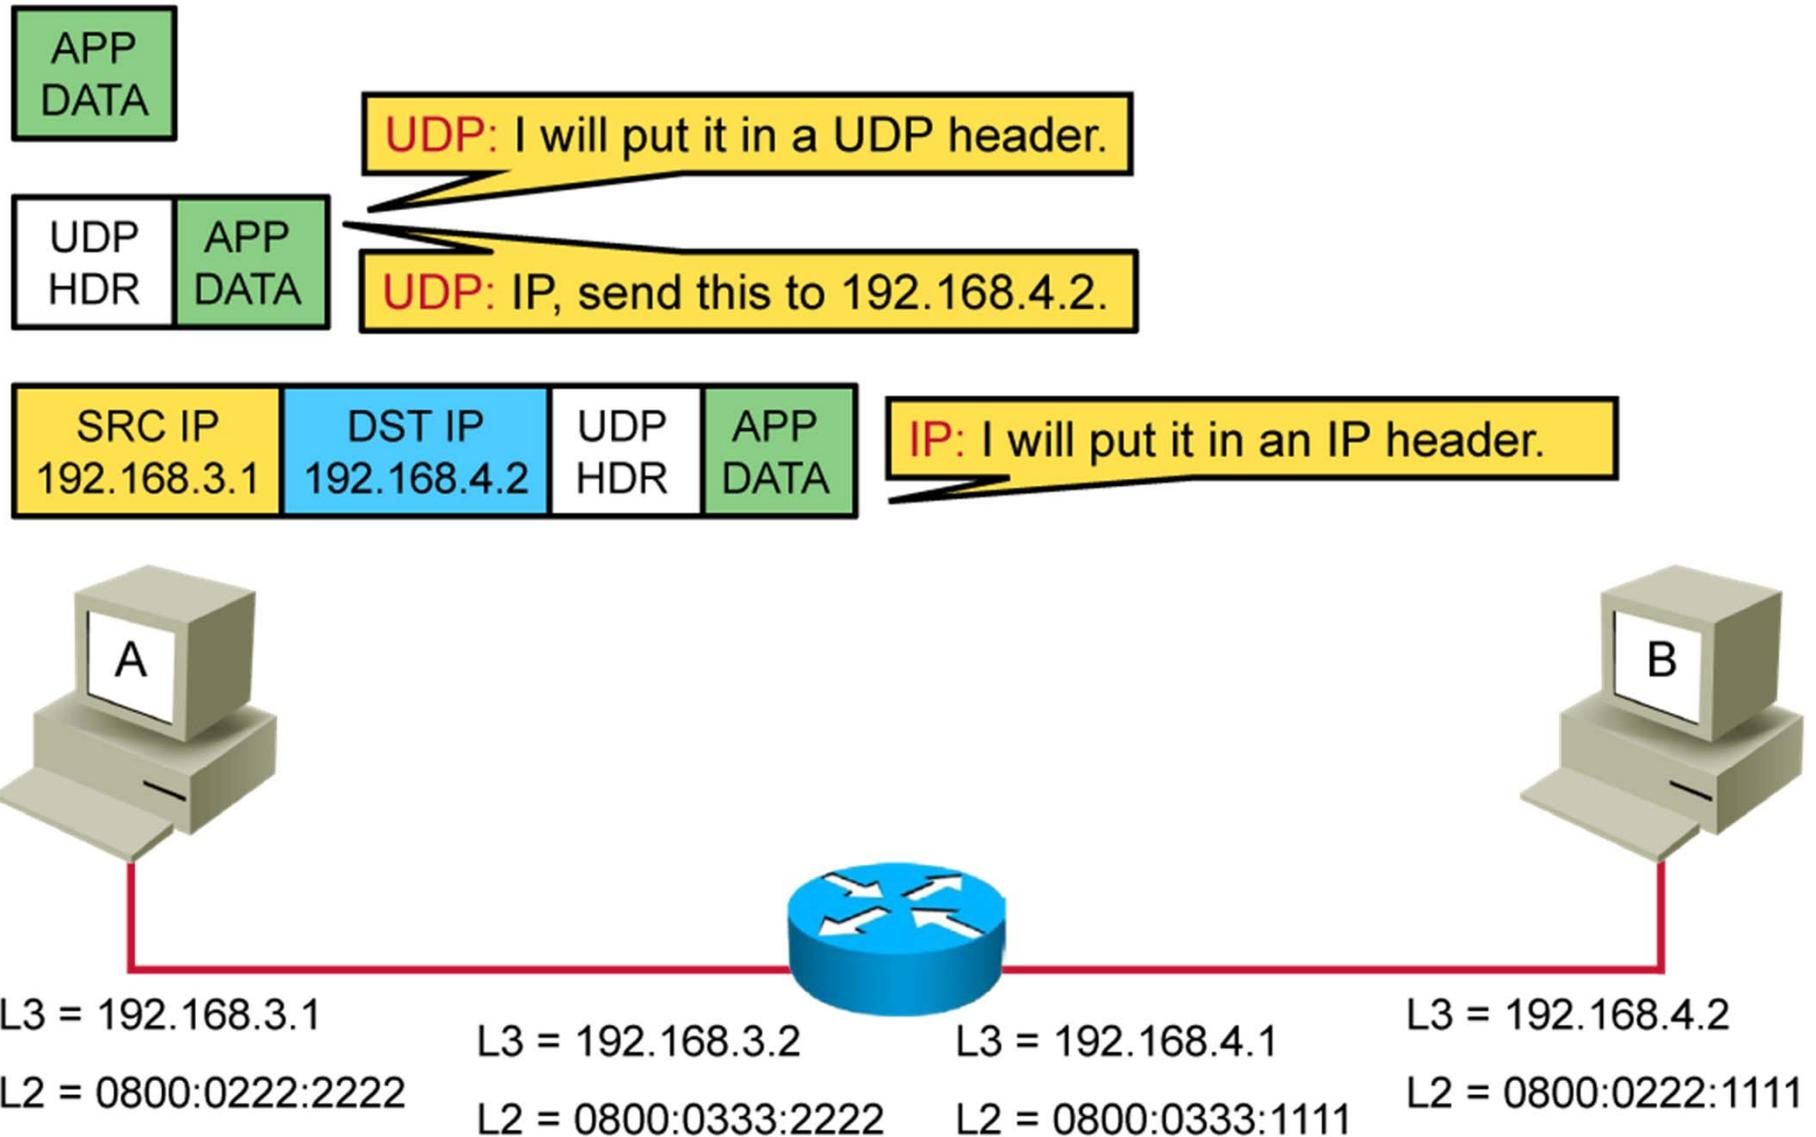 APP
DATA
UDP: I will put it in a UDP header.
UDP
HDR
APP
DATA
UDP: IP, send this to 192.168.4.2.
SRC IP
192.168.3.1
DST IP
192.168.4.2
UDP
HDR
APP
DATA
IP: I will put it in an IP header.
A
B
L3 = 192.168.3.1
L2 = 0800:0222:2222
L3 = 192.168.3.2
L2 = 0800:0333:2222
L3 = 192.168.4.1
L2 = 0800:0333:1111
L3 = 192.168.4.2
L2 = 0800:0222:1111